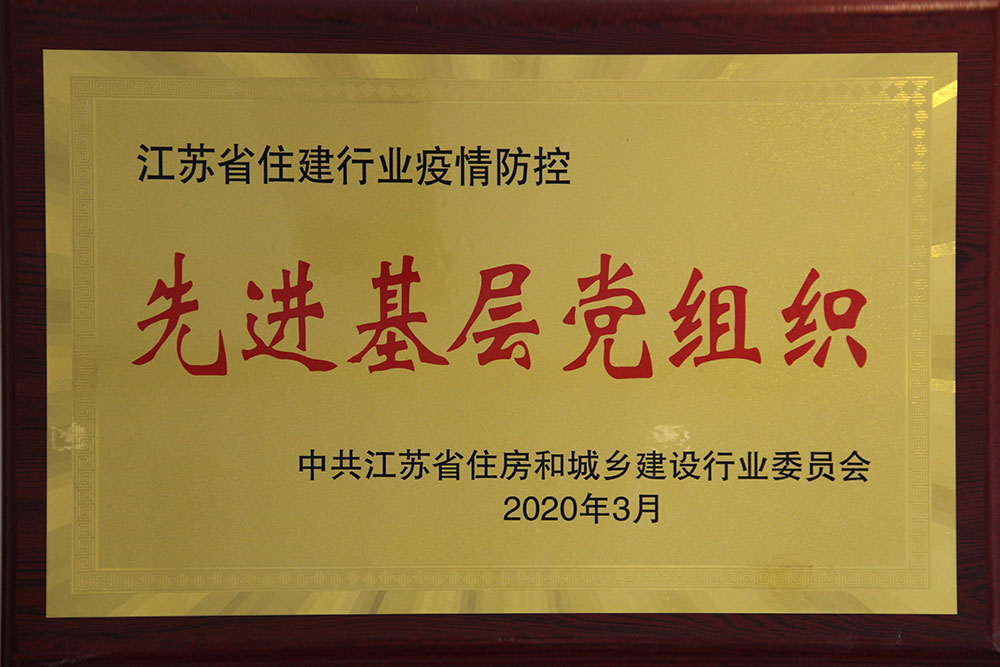 江苏省住建行业疫情防控
先进基层党组织
中共江苏省住房和城乡建设行业委员会
2020年3月